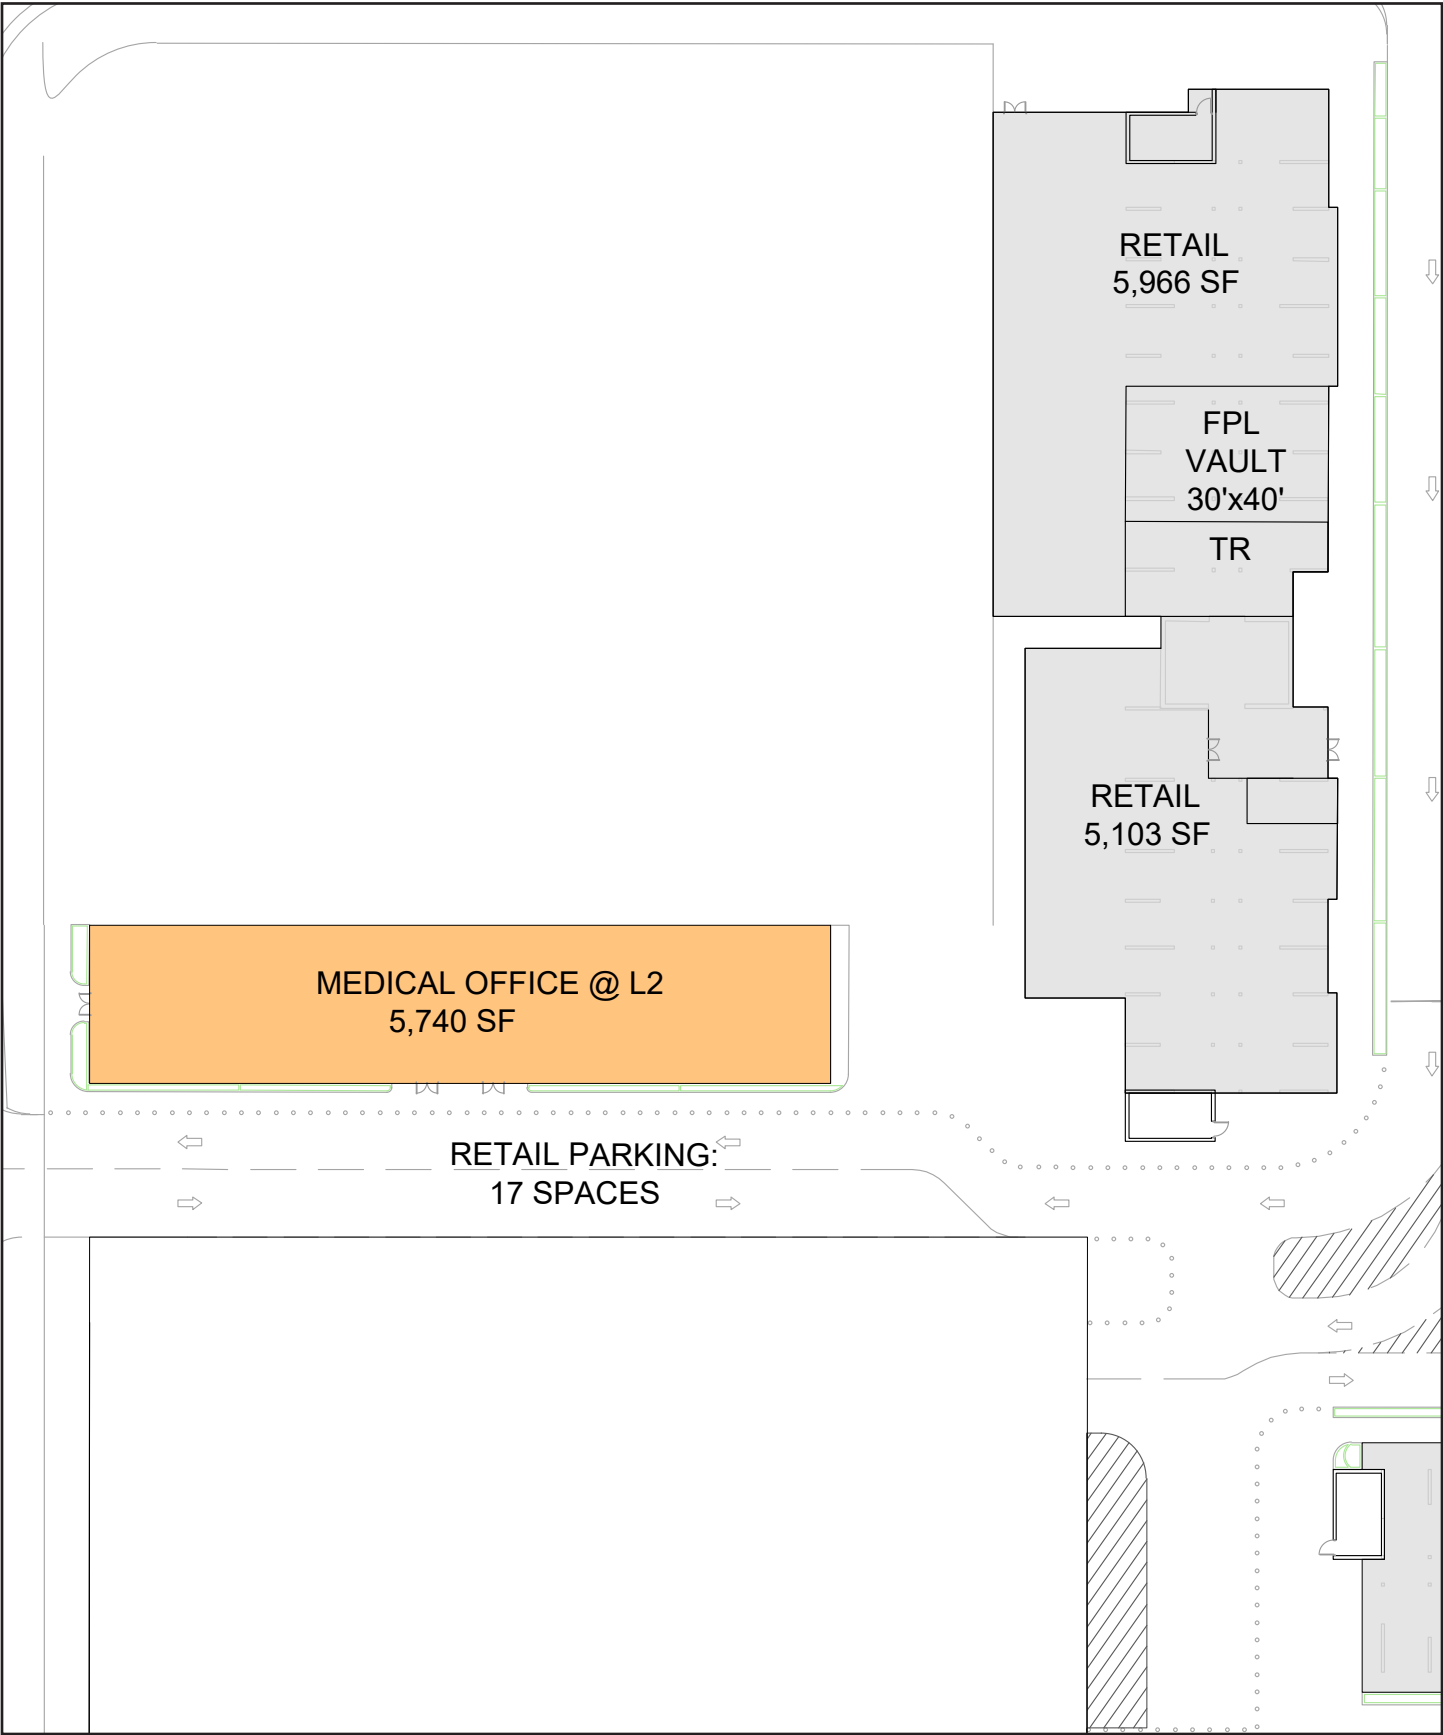 RETAIL
5,966 SF
FPL
VAULT
30'x40'
TR
RETAIL
5,103 SF
MEDICAL OFFICE @ L2
5,740 SF
RETAIL PARKING:
17 SPACES